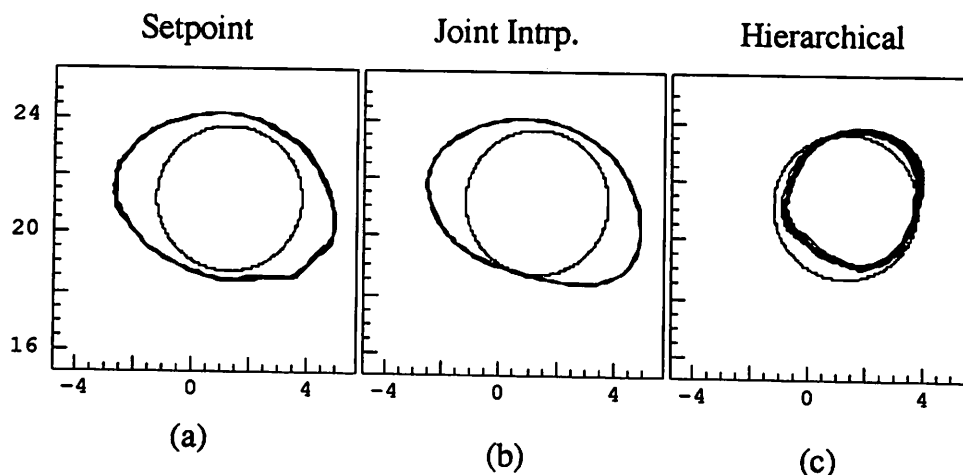 Setpoint Joint Intrp. Hierarchical
24
20
16
-4 0 4 -4 0 4 -4 0 4
(a) (b) (c)